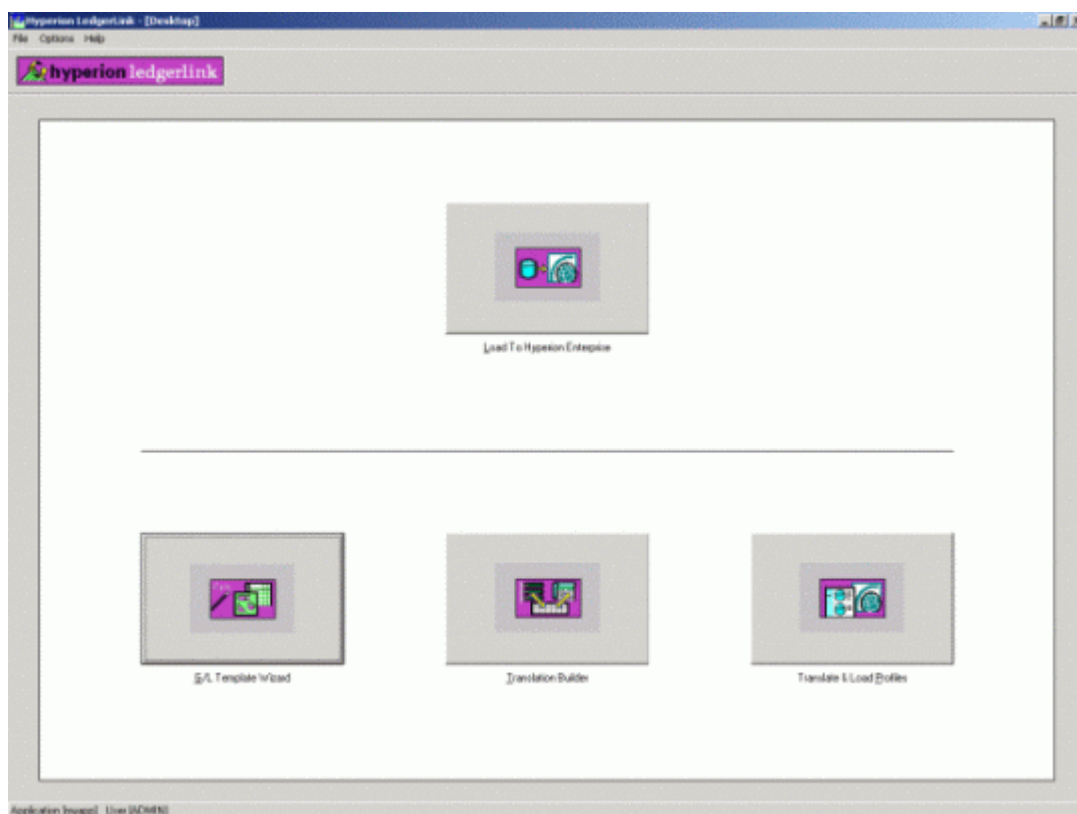 Hyperion LedgerLink - [Desktop]
File Options Help
hyperion ledgerlink
Load To Hyperion Enterprise
G/L Template Wizard
Translation Builder
Translate & Load Profiles
Application User [ADMIN]